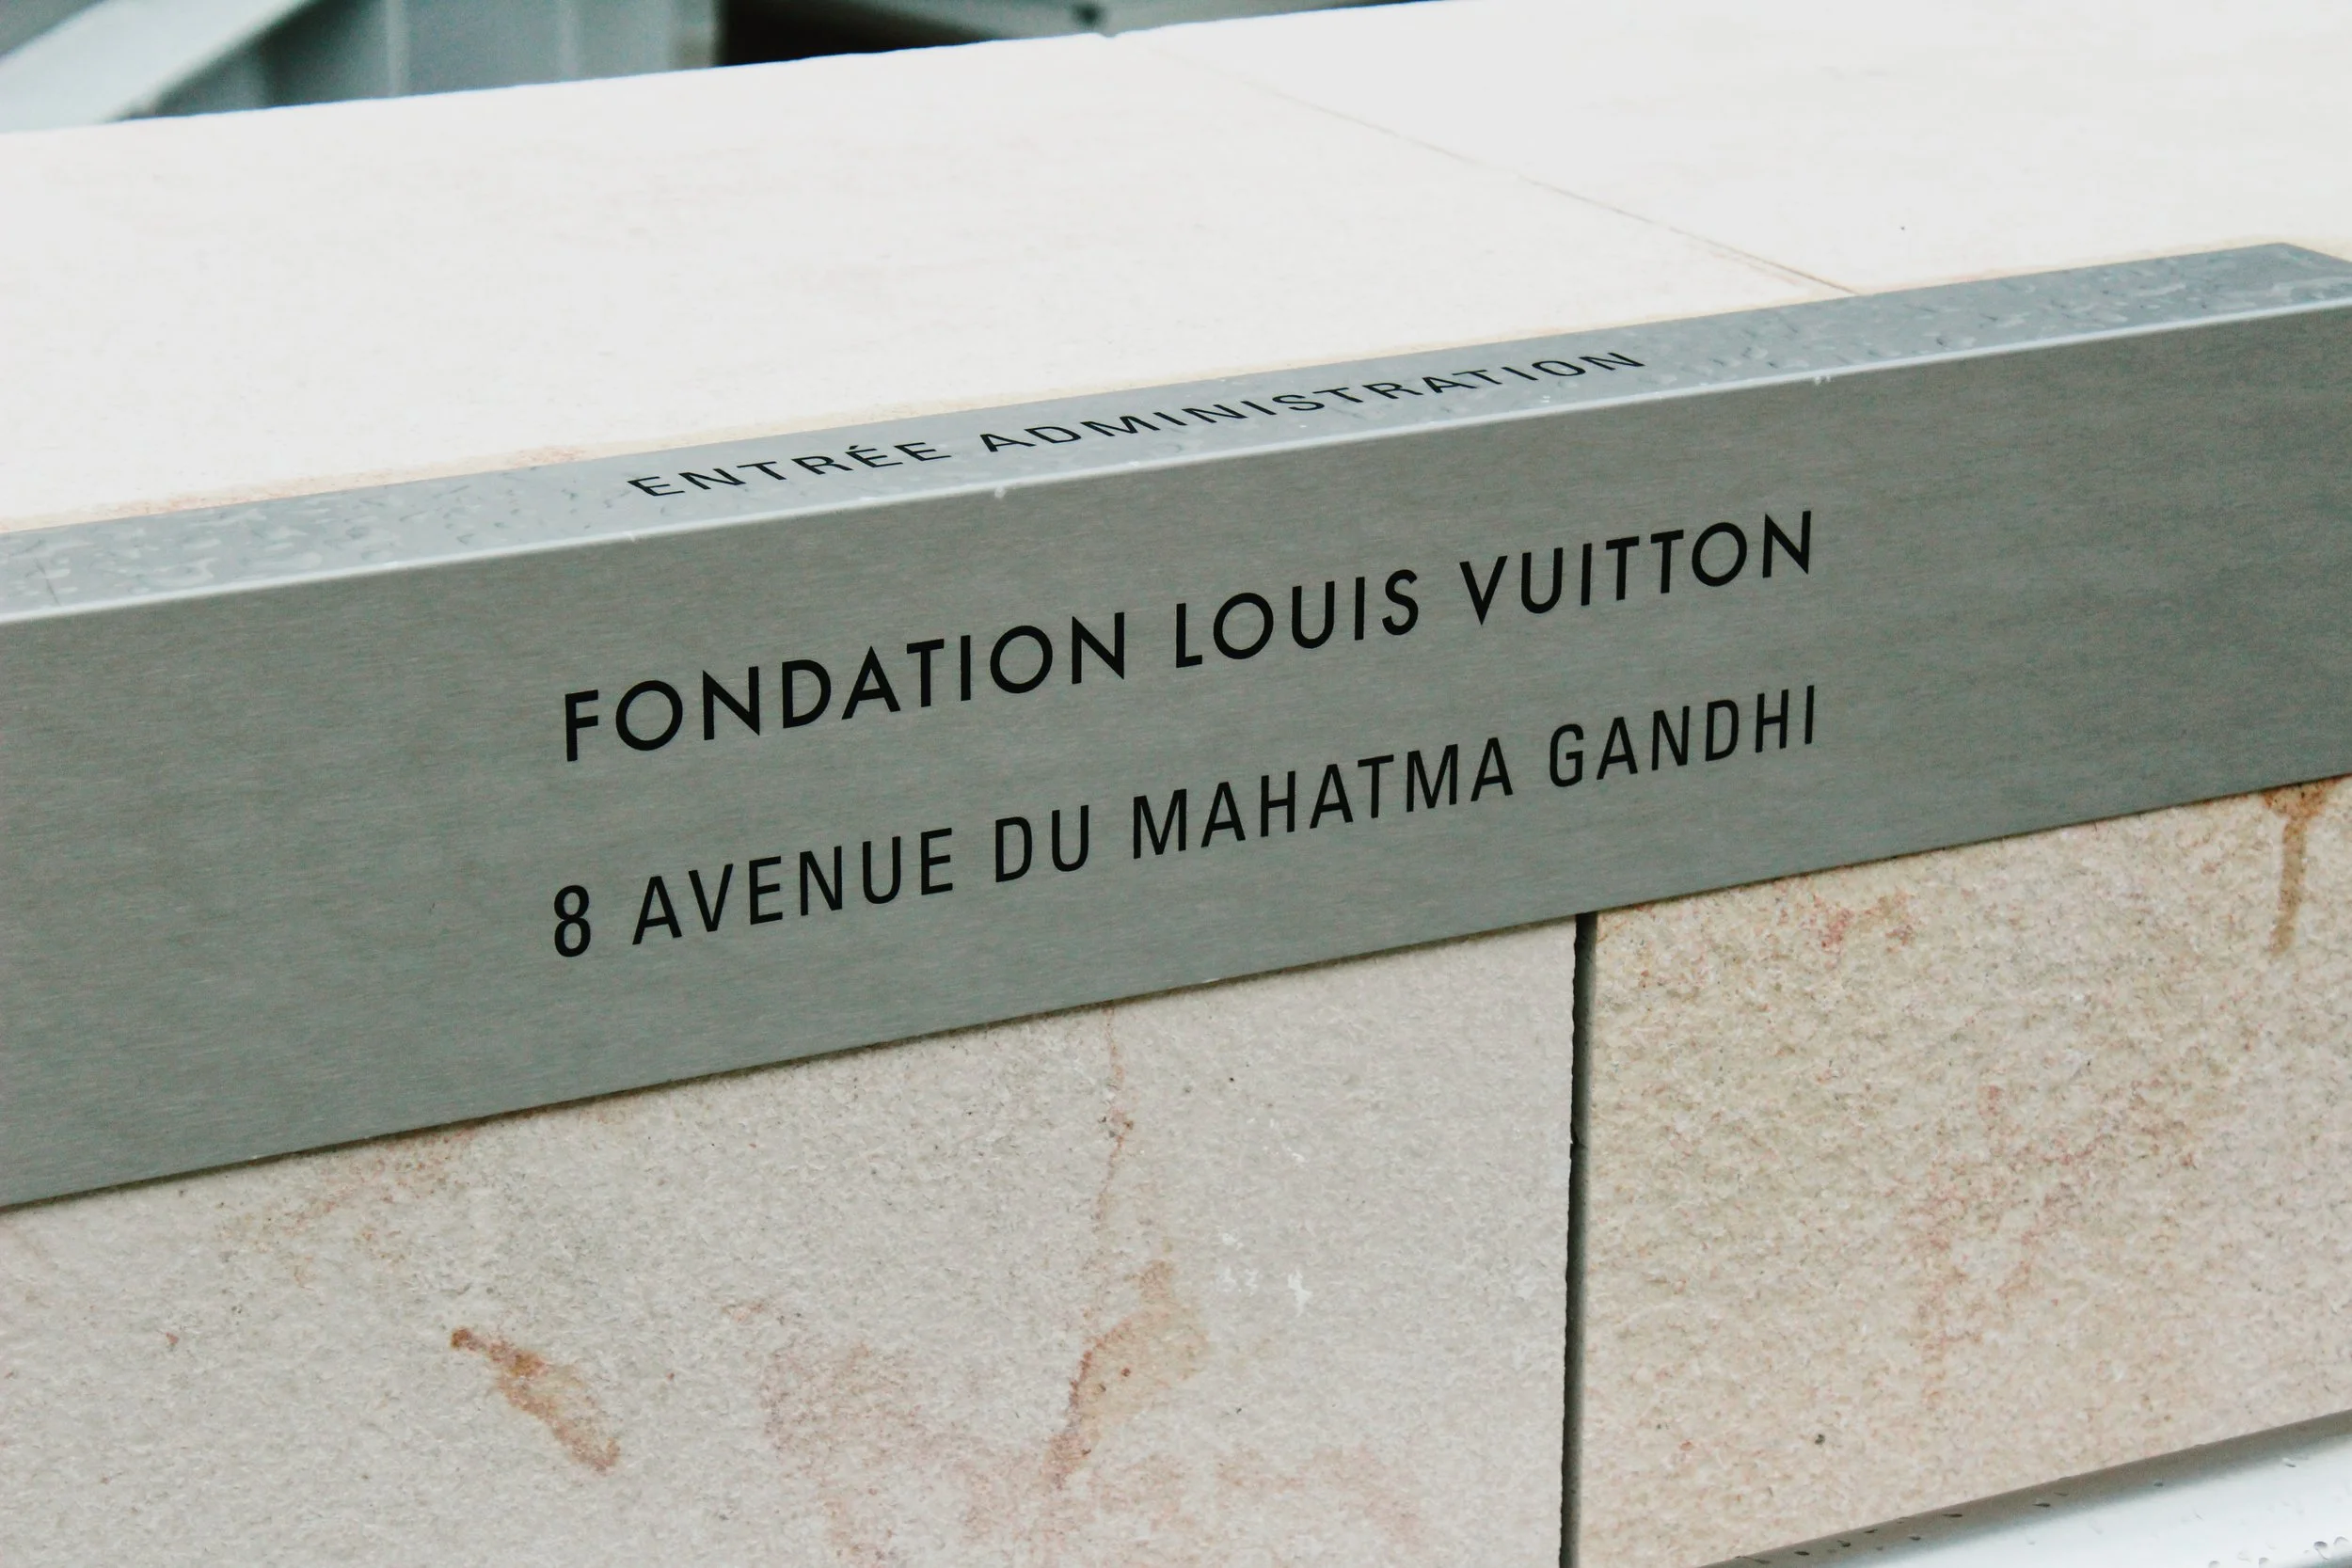 ENTRÉE ADMINISTRATION
FONDATION LOUIS VUITTON
8 AVENUE DU MAHATMA GANDHI